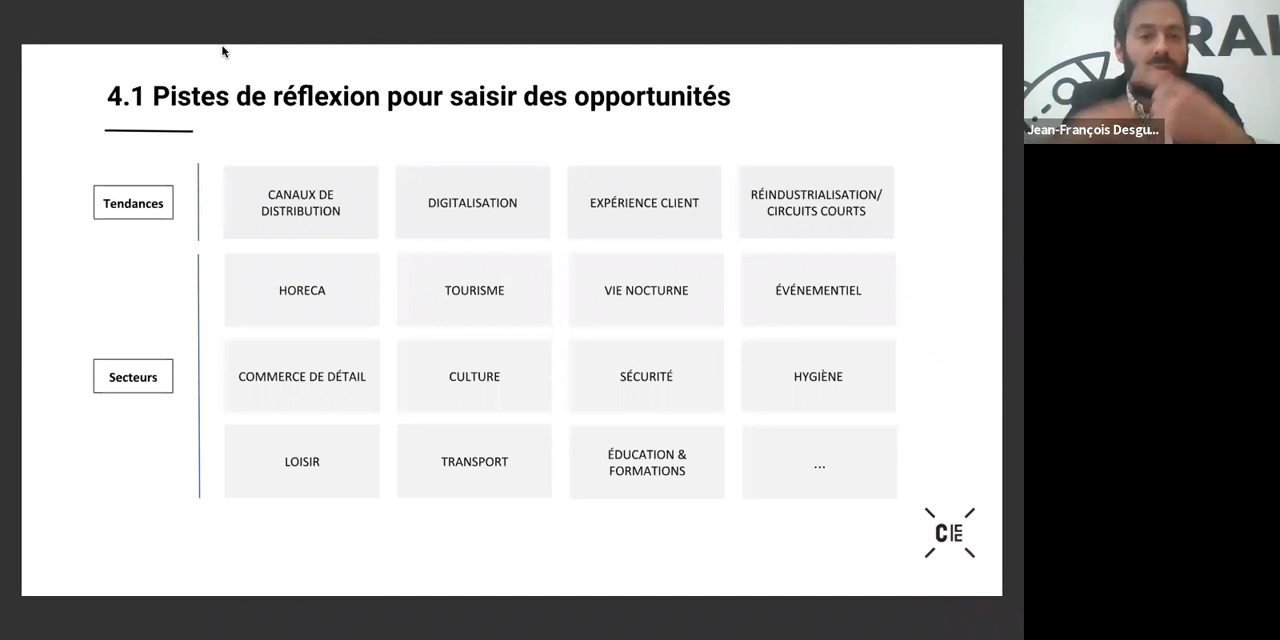 4.1 Pistes de réflexion pour saisir des opportunités
Tendances
CANAUX DE
DISTRIBUTION
DIGITALISATION
EXPÉRIENCE CLIENT
RÉINDUSTRIALISATION/
CIRCUITS COURTS
Secteurs
HORECA
TOURISME
VIE NOCTURNE
ÉVÉNEMENTIEL
COMMERCE DE DÉTAIL
CULTURE
SÉCURITÉ
HYGIÈNE
LOISIR
TRANSPORT
ÉDUCATION &
FORMATIONS
...
CEE
RAI
Jean-François Desgu...